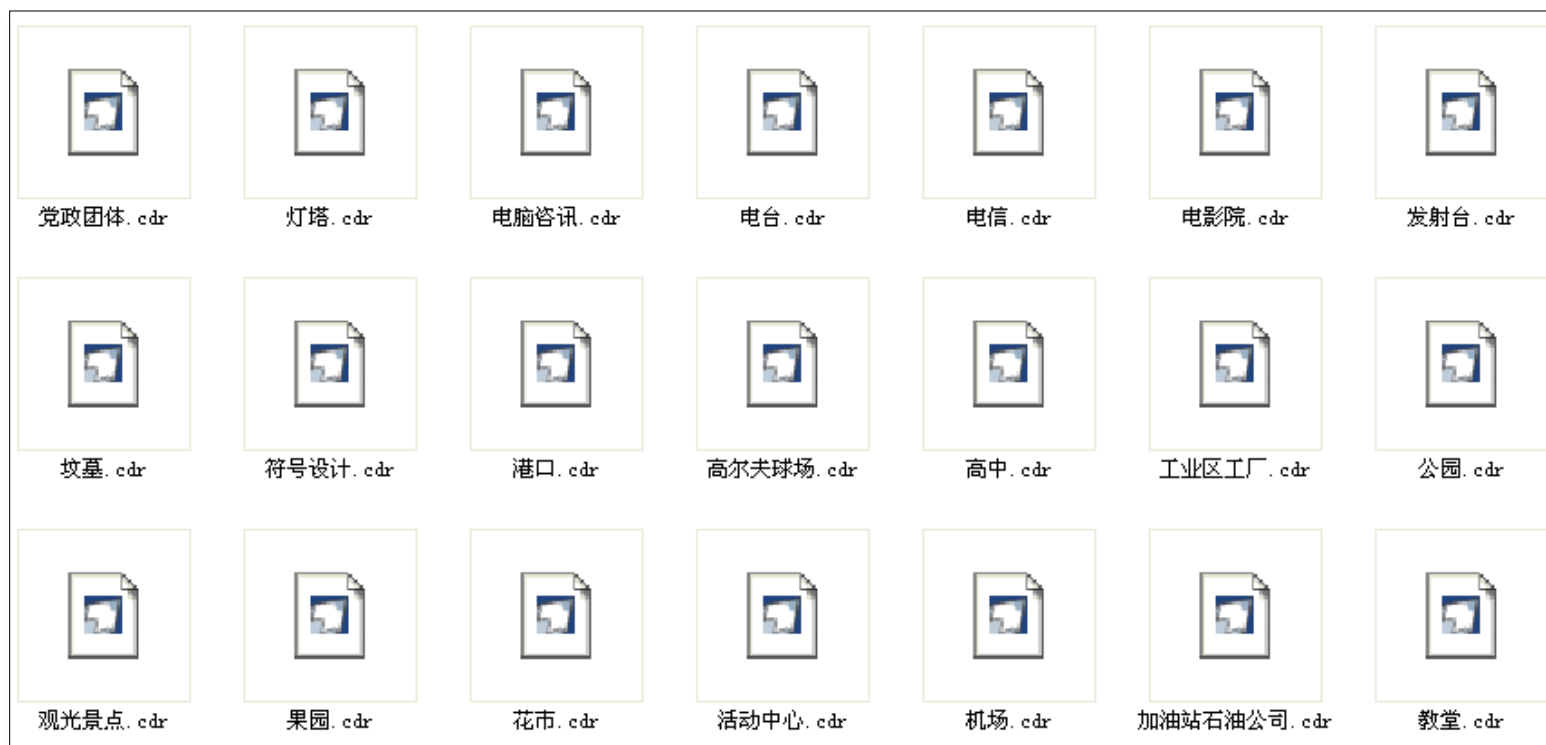 党政团体.cdr
灯塔.cdr
电脑咨讯.cdr
电台.cdr
电信.cdr
电影院.cdr
发射台.cdr
坟墓.cdr
符号设计.cdr
港口.cdr
高尔夫球场.cdr
高中.cdr
工业区工厂.cdr
公园.cdr
观光景点.cdr
果园.cdr
花市.cdr
活动中心.cdr
机场.cdr
加油站石油公司.cdr
教堂.cdr